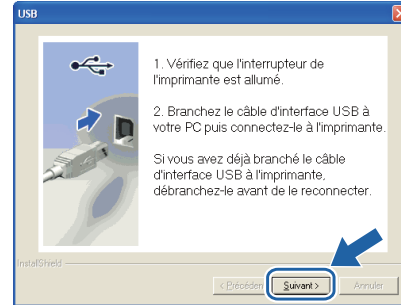 USB
1. Vérifiez que l'interrupteur de
l'imprimante est allumé.
2. Branchez le câble d'interface USB à
votre PC puis connectez-le à l'imprimante.
Si vous avez déjà branché le câble
d'interface USB à l'imprimante,
débranchez-le avant de le reconnecter.
InstallShield
< Précéden Suivant > Annuler